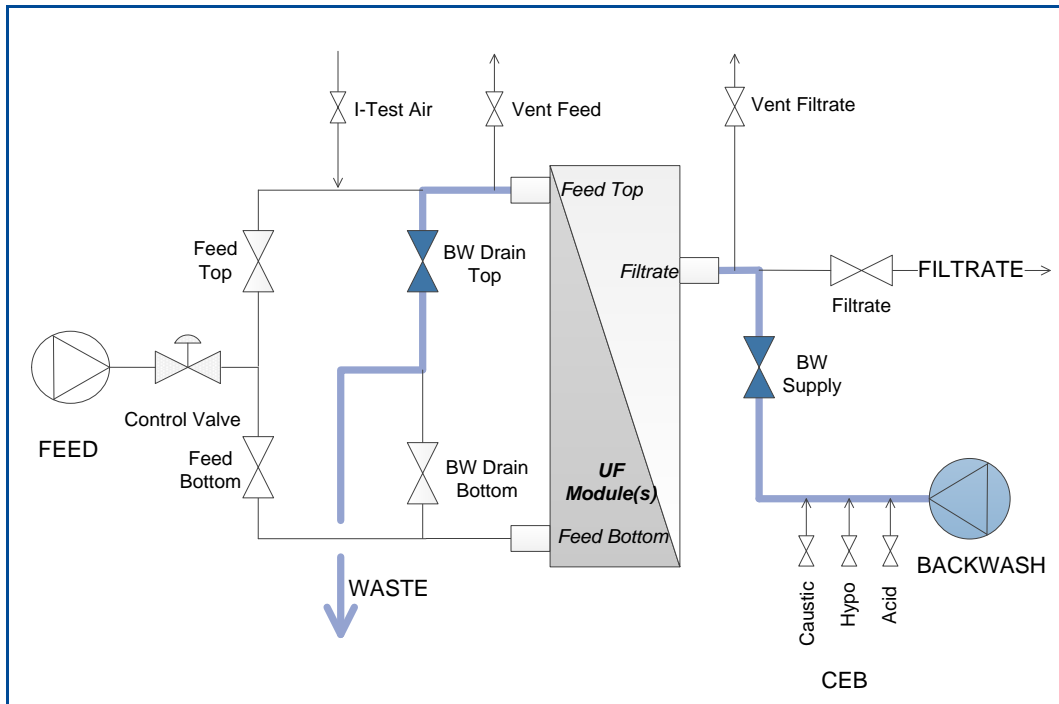 I-Test Air
Vent Feed
Vent Filtrate
Feed Top
Feed
Top
BW Drain
Top
Filtrate
FILTRATE
Filtrate
BW
Supply
Control Valve
FEED
Feed
Bottom
BW Drain
Bottom
UF
Module(s)
Feed Bottom
BACKWASH
WASTE
Caustic
Hypo
Acid
CEB